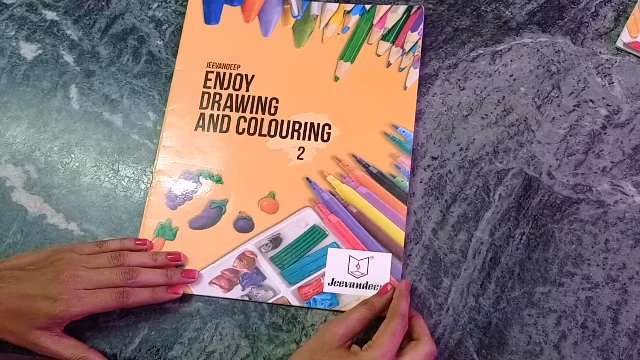 JEEVANDEEP
ENJOY
DRAWING
AND COLOURING
2
Jeevandeep